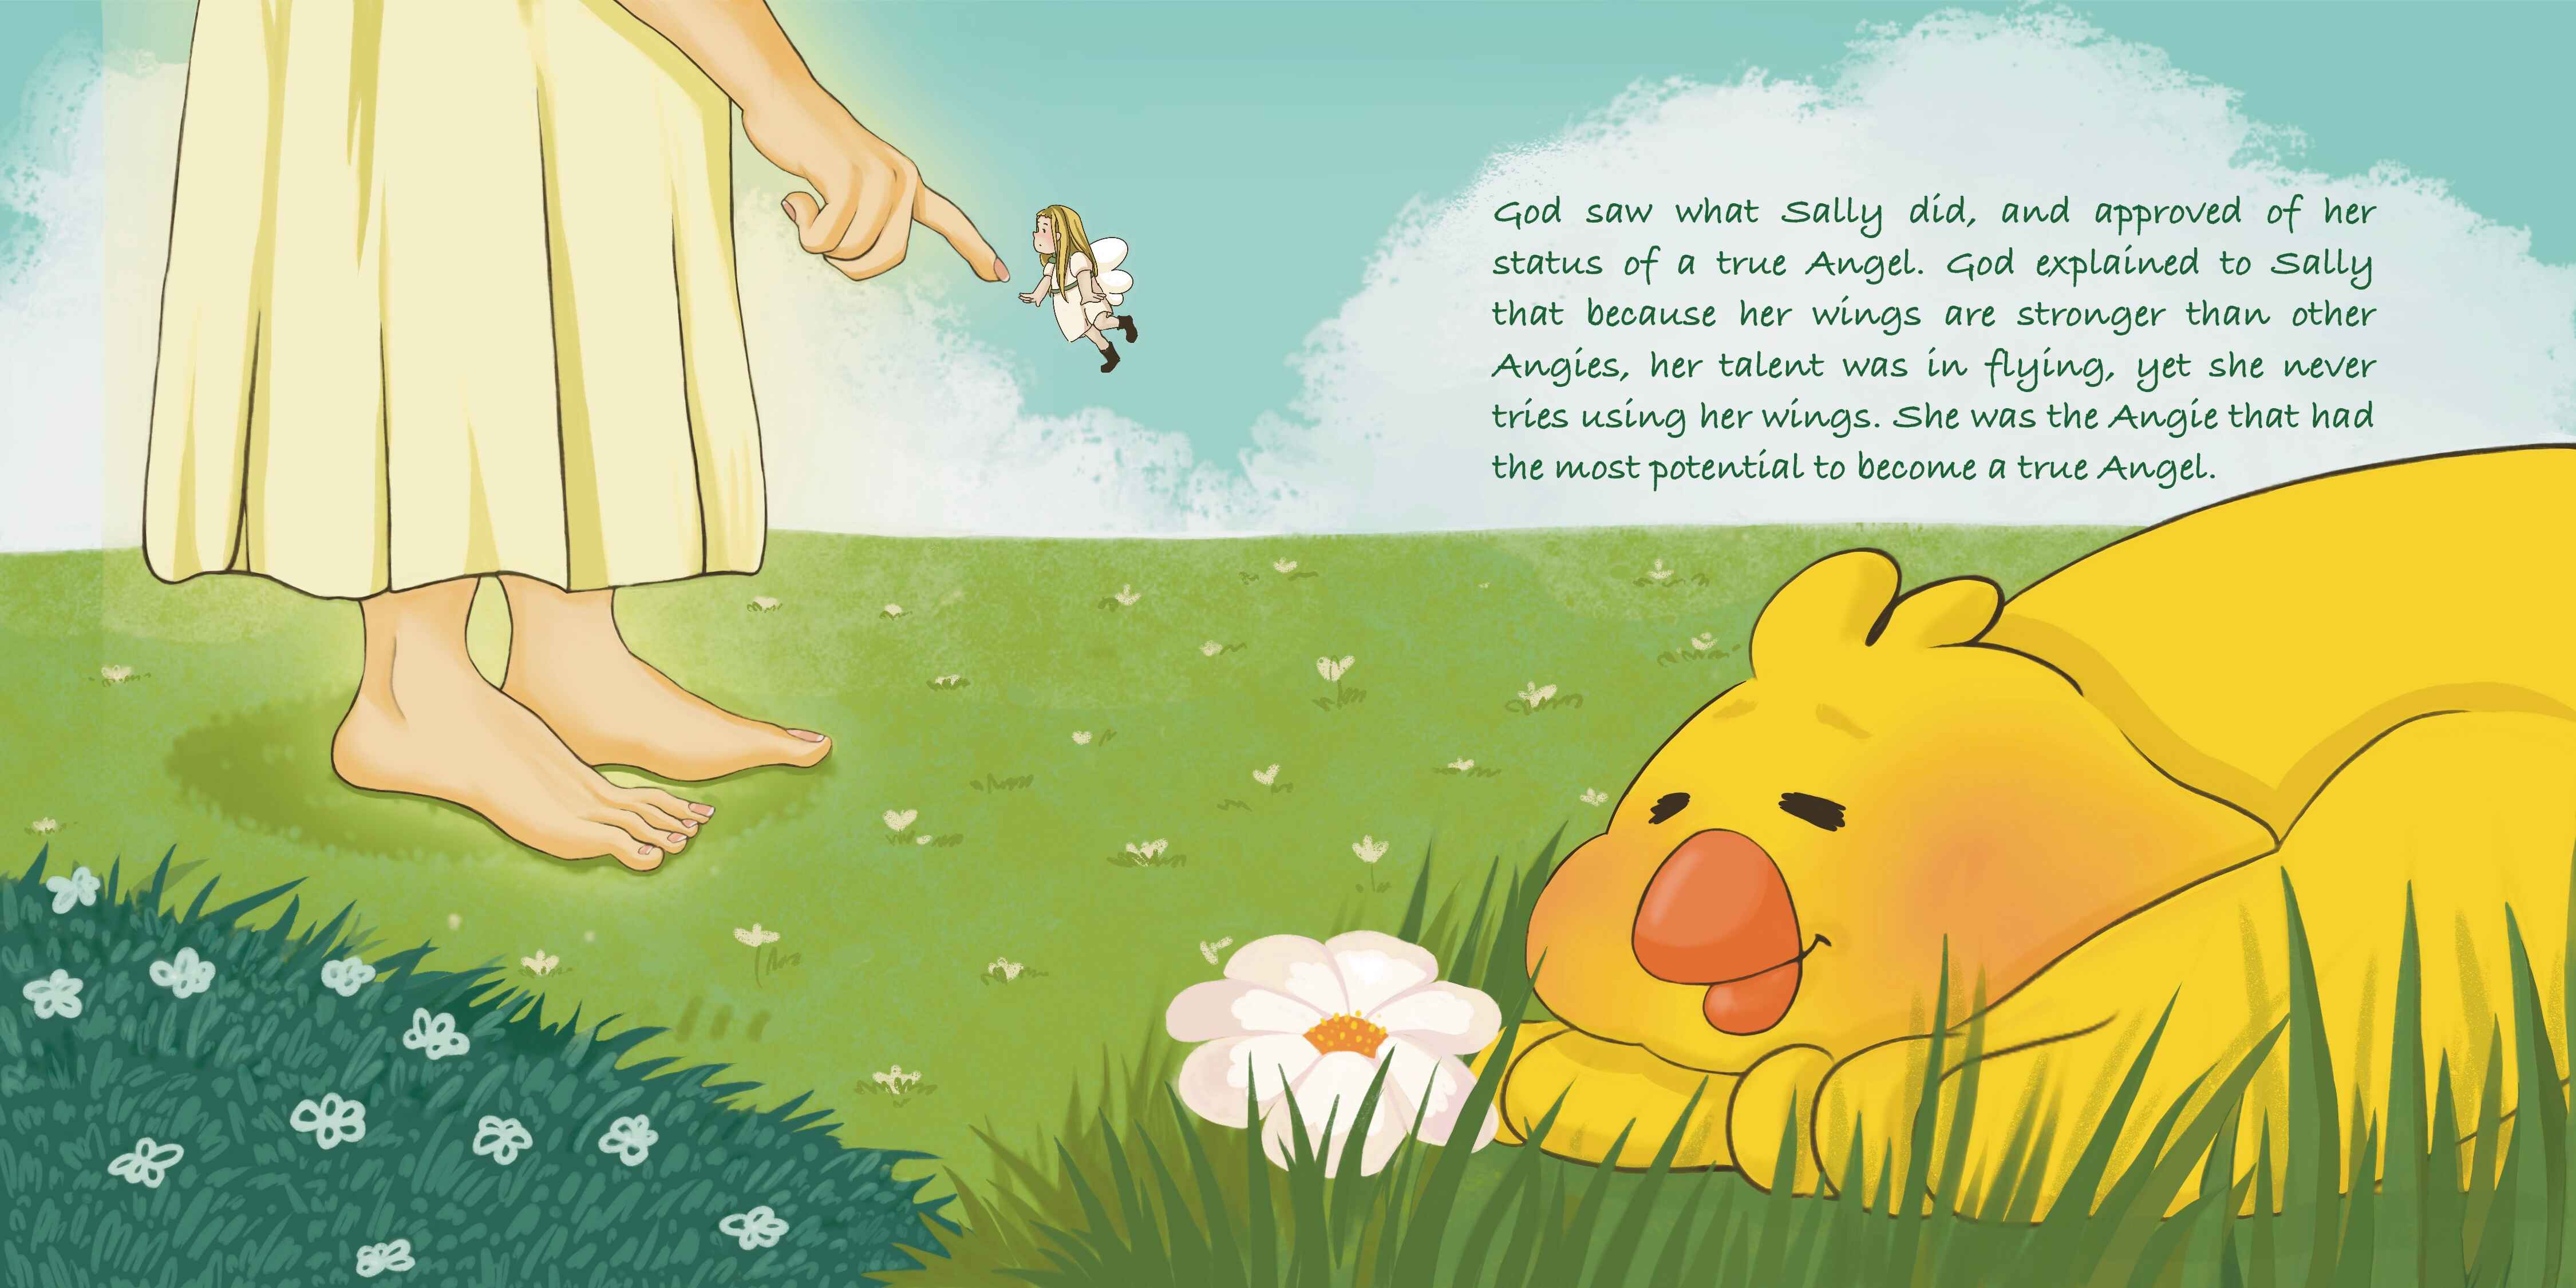 God saw what Sally did, and approved of her
status of a true Angel. God explained to Sally
that because her wings are stronger than other
Angies, her talent was in flying, yet she never
tries using her wings. She was the Angie that had
the most potential to become a true Angel.